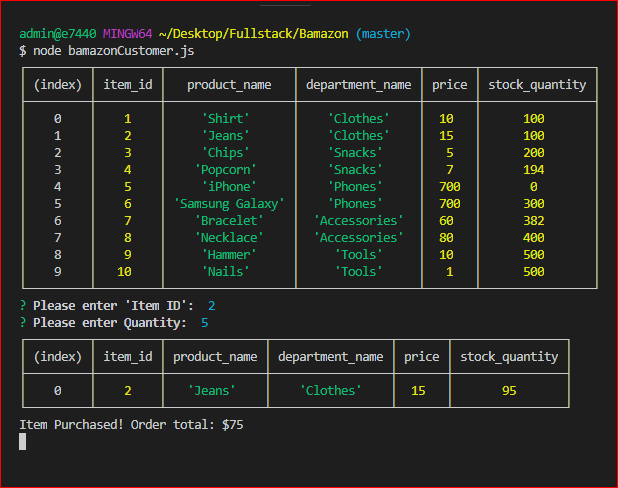 admin@e7440 MINGW64 ~/Desktop/Fullstack/Bamazon (master)
$ node bamazonCustomer.js
(index) item_id product_name department_name price stock_quantity
0 1 'Shirt' 'Clothes' 10 100
1 2 'Jeans' 'Clothes' 15 100
2 3 'Chips' 'Snacks' 5 200
3 4 'Popcorn' 'Snacks' 7 194
4 5 'iPhone' 'Phones' 700 0
5 6 'Samsung Galaxy' 'Phones' 700 300
6 7 'Bracelet' 'Accessories' 60 382
7 8 'Necklace' 'Accessories' 80 400
8 9 'Hammer' 'Tools' 10 500
9 10 'Nails' 'Tools' 1 500
? Please enter 'Item ID': 2
? Please enter Quantity: 5
(index) item_id product_name department_name price stock_quantity
0 2 'Jeans' 'Clothes' 15 95
Item Purchased! Order total: $75